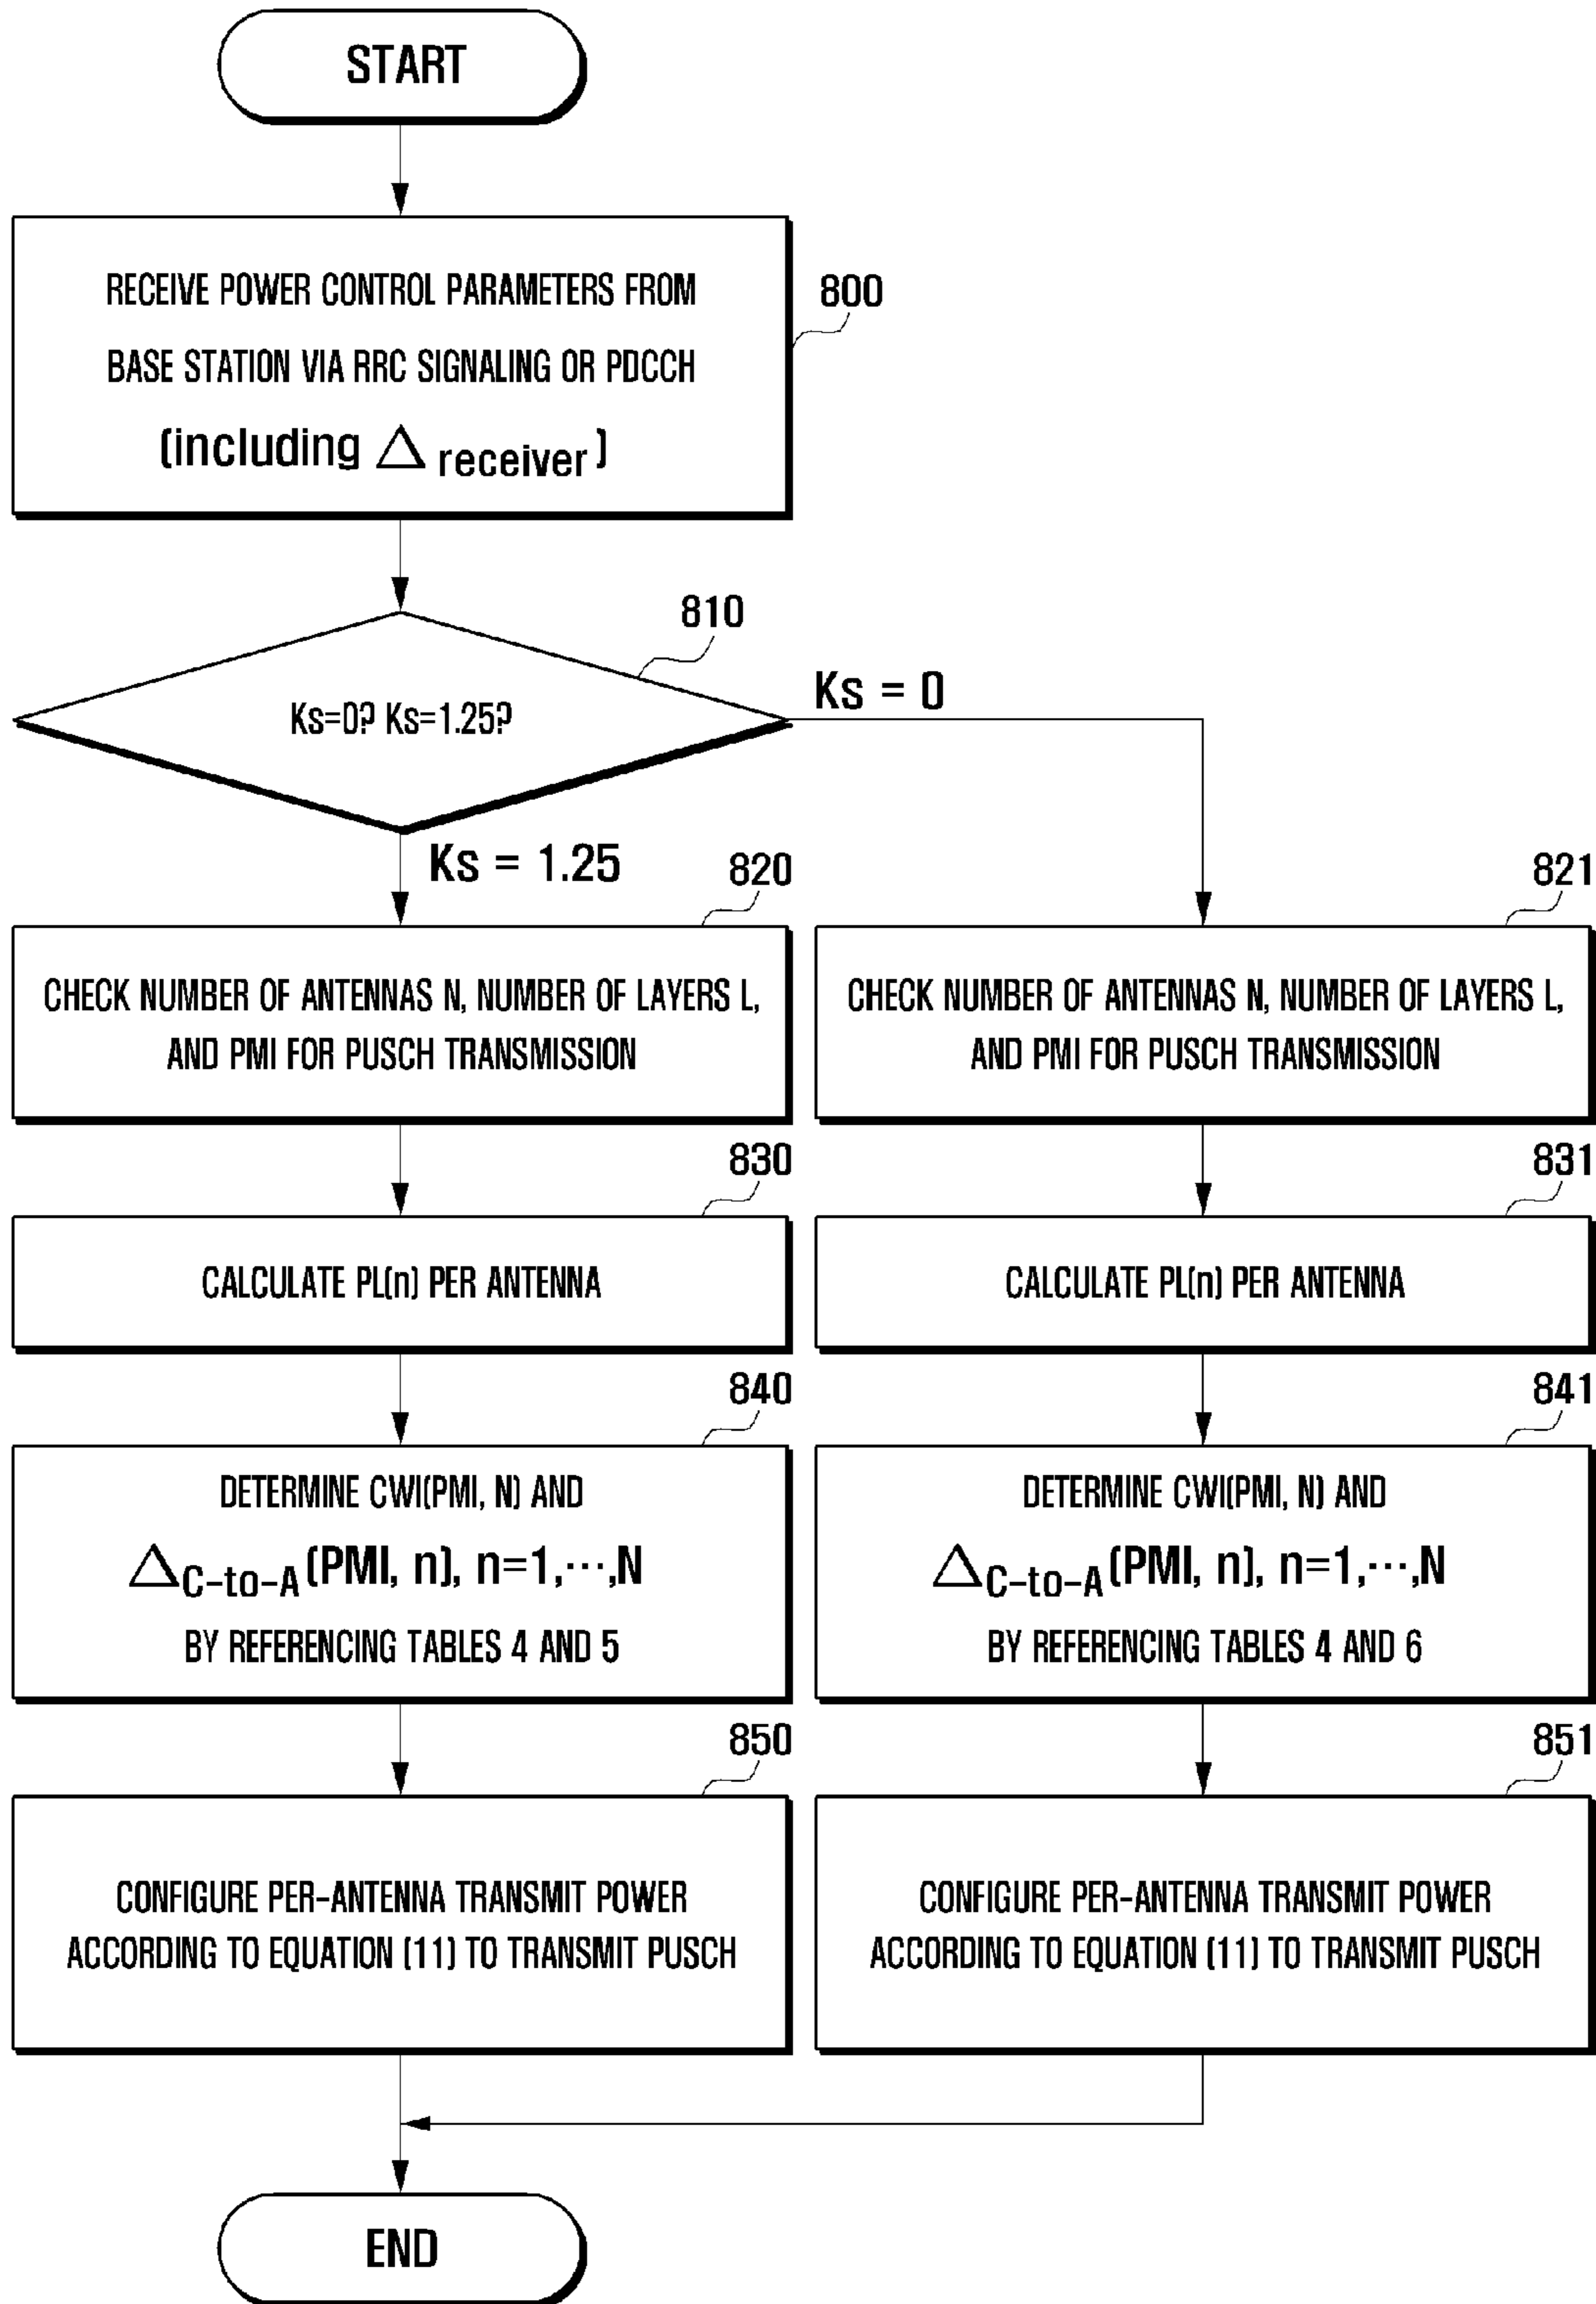 START
RECEIVE POWER CONTROL PARAMETERS FROM
BASE STATION VIA RRC SIGNALING OR PDCCH
(including △ receiver)
800
810
Ks=0? Ks=1.25?
Ks = 0
Ks = 1.25
820
CHECK NUMBER OF ANTENNAS N, NUMBER OF LAYERS L,
AND PMI FOR PUSCH TRANSMISSION
821
CHECK NUMBER OF ANTENNAS N, NUMBER OF LAYERS L,
AND PMI FOR PUSCH TRANSMISSION
830
CALCULATE PL(n) PER ANTENNA
831
CALCULATE PL(n) PER ANTENNA
840
DETERMINE CWI(PMI, N) AND
△C-to-A(PMI, n), n=1,···,N
BY REFERENCING TABLES 4 AND 5
841
DETERMINE CWI(PMI, N) AND
△C-to-A(PMI, n), n=1,···,N
BY REFERENCING TABLES 4 AND 6
850
CONFIGURE PER-ANTENNA TRANSMIT POWER
ACCORDING TO EQUATION (11) TO TRANSMIT PUSCH
851
CONFIGURE PER-ANTENNA TRANSMIT POWER
ACCORDING TO EQUATION (11) TO TRANSMIT PUSCH
END